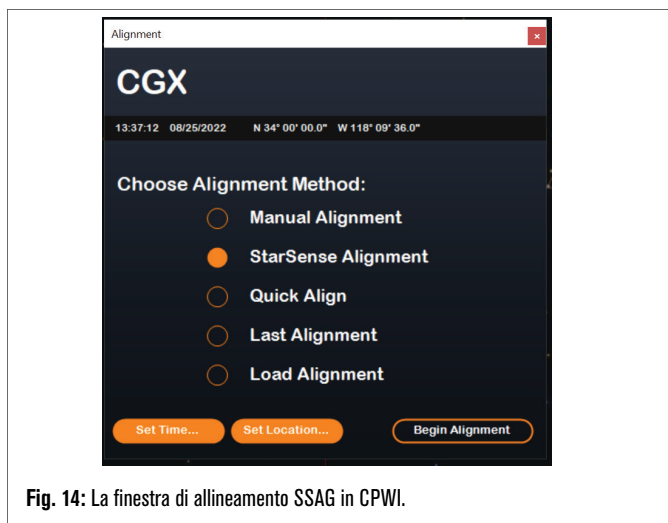 Alignment
CGX
13:37:12 08/25/2022 N 34° 00' 00.0" W 118° 09' 36.0"
Choose Alignment Method:
Manual Alignment
StarSense Alignment
Quick Align
Last Alignment
Load Alignment
Set Time... Set Location... Begin Alignment
Fig. 14: La finestra di allineamento SSAG in CPWI.